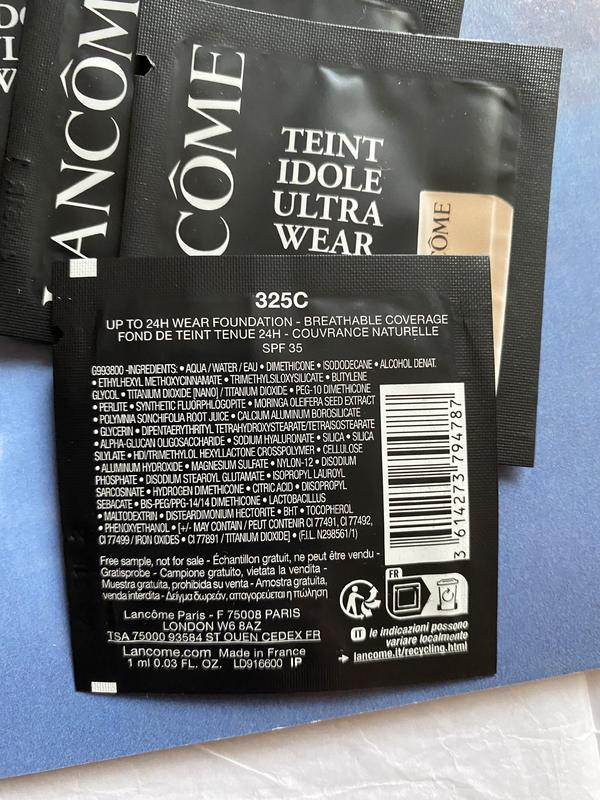 LANCÔME
CÔME
TEINT
IDOLE
ULTRA
WEAR
CÔME
325C
UP TO 24H WEAR FOUNDATION - BREATHABLE COVERAGE
FOND DE TEINT TENUE 24H - COUVRANCE NATURELLE
SPF 35
G993800 -INGREDIENTS: • AQUA / WATER / EAU • DIMETHICONE • ISODODECANE • ALCOHOL DENAT.
• ETHYLHEXYL METHOXYCINNAMATE • TRIMETHYLSILOXYSILICATE • BUTYLENE
GLYCOL • TITANIUM DIOXIDE [NANO] / TITANIUM DIOXIDE • PEG-10 DIMETHICONE
• PERLITE • SYNTHETIC FLUORPHLOGOPITE • MORINGA OLEIFERA SEED EXTRACT
• POLYMNIA SONCHIFOLIA ROOT JUICE • CALCIUM ALUMINUM BOROSILICATE
• GLYCERIN • DIPENTAERYTHRITYL TETRAHYDROXYSTEARATE/TETRAISOSTEARATE
• ALPHA-GLUCAN OLIGOSACCHARIDE • SODIUM HYALURONATE • SILICA • SILICA
SILYLATE • HDI/TRIMETHYLOL HEXYLLACTONE CROSSPOLYMER • CELLULOSE
• ALUMINUM HYDROXIDE • MAGNESIUM SULFATE • NYLON-12 • DISODIUM
PHOSPHATE • DISODIUM STEAROYL GLUTAMATE • ISOPROPYL LAUROYL
SARCOSINATE • HYDROGEN DIMETHICONE • CITRIC ACID • DIISOPROPYL
SEBACATE • BIS-PEG/PPG-14/14 DIMETHICONE • LACTOBACILLUS
• MALTODEXTRIN • DISTEARDIMONIUM HECTORITE • BHT • TOCOPHEROL
• PHENOXYETHANOL • [+/- MAY CONTAIN / PEUT CONTENIR CI 77491, CI 77492,
CI 77499 / IRON OXIDES • CI 77891 / TITANIUM DIOXIDE] • (F.I.L. N298561/1)
3 614273 794787
Free sample, not for sale - Échantillon gratuit, ne peut être vendu -
Gratisprobe - Campione gratuito, vietata la vendita -
Muestra gratuita, prohibida su venta - Amostra gratuita,
venda interdita - Δείγμα δωρεάν, απαγορεύεται η πώληση
FR
Lancôme Paris - F 75008 PARIS
LONDON W6 8AZ
TSA 75000 93584 ST OUEN CEDEX FR
Lancome.com Made in France
1 ml 0.03 FL. OZ. LD916600 IP
IT le indicazioni possono
variare localmente
lancome.it/recycling.html